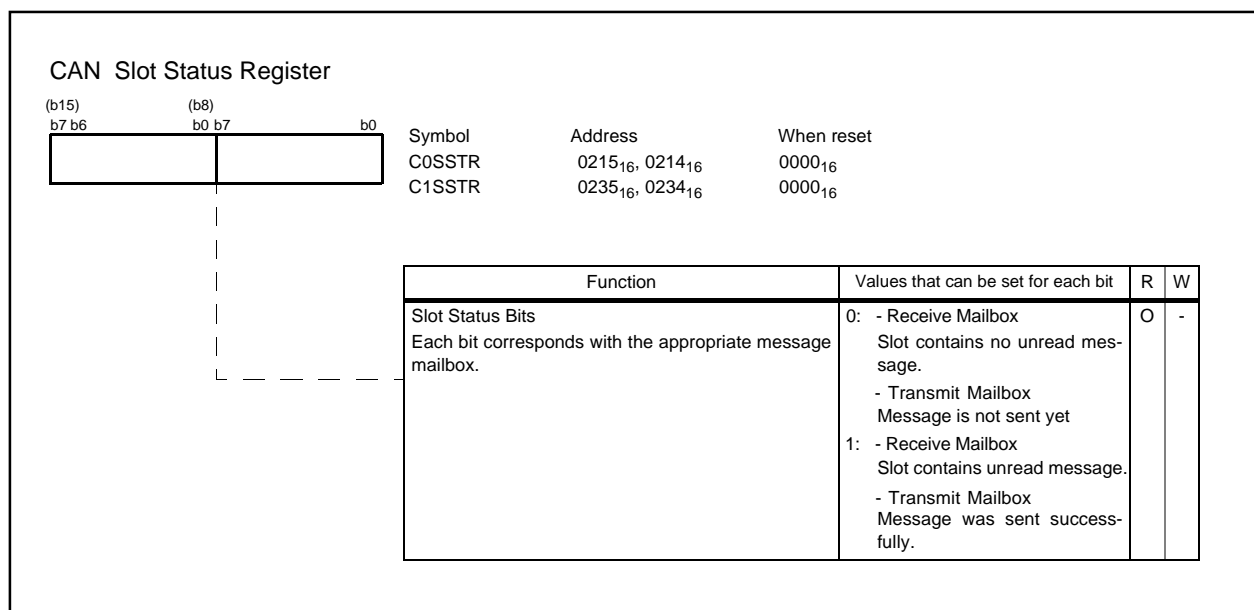 CAN Slot Status Register
(b15) (b8)
b7 b6 b0 b7 b0
Symbol Address When reset
C0SSTR 0215₁₆, 0214₁₆ 0000₁₆
C1SSTR 0235₁₆, 0234₁₆ 0000₁₆
Function Values that can be set for each bit R W
Slot Status Bits 0: - Receive Mailbox O -
Each bit corresponds with the appropriate message Slot contains no unread mes-
mailbox. sage.
- Transmit Mailbox
Message is not sent yet
1: - Receive Mailbox
Slot contains unread message.
- Transmit Mailbox
Message was sent success-
fully.